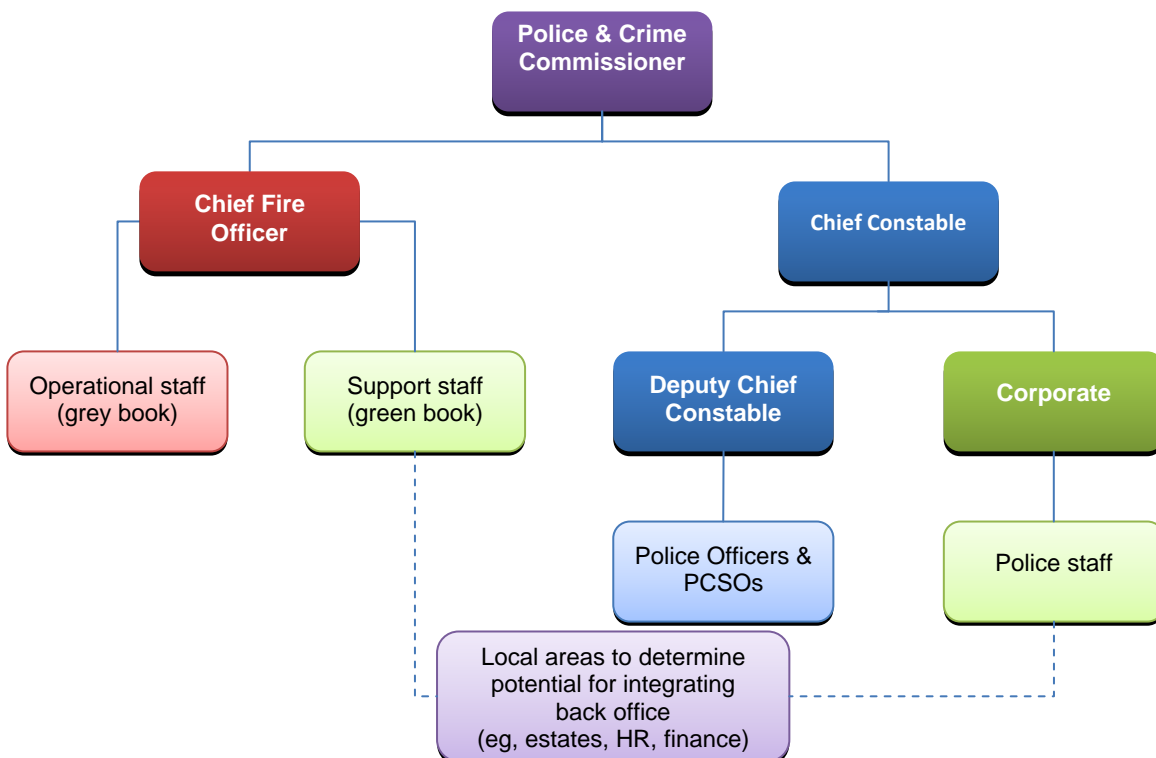 Police & Crime
Commissioner
Chief Fire
Officer
Chief Constable
Operational staff
(grey book)
Support staff
(green book)
Deputy Chief
Constable
Corporate
Police Officers &
PCSOs
Police staff
Local areas to determine
potential for integrating
back office
(eg, estates, HR, finance)